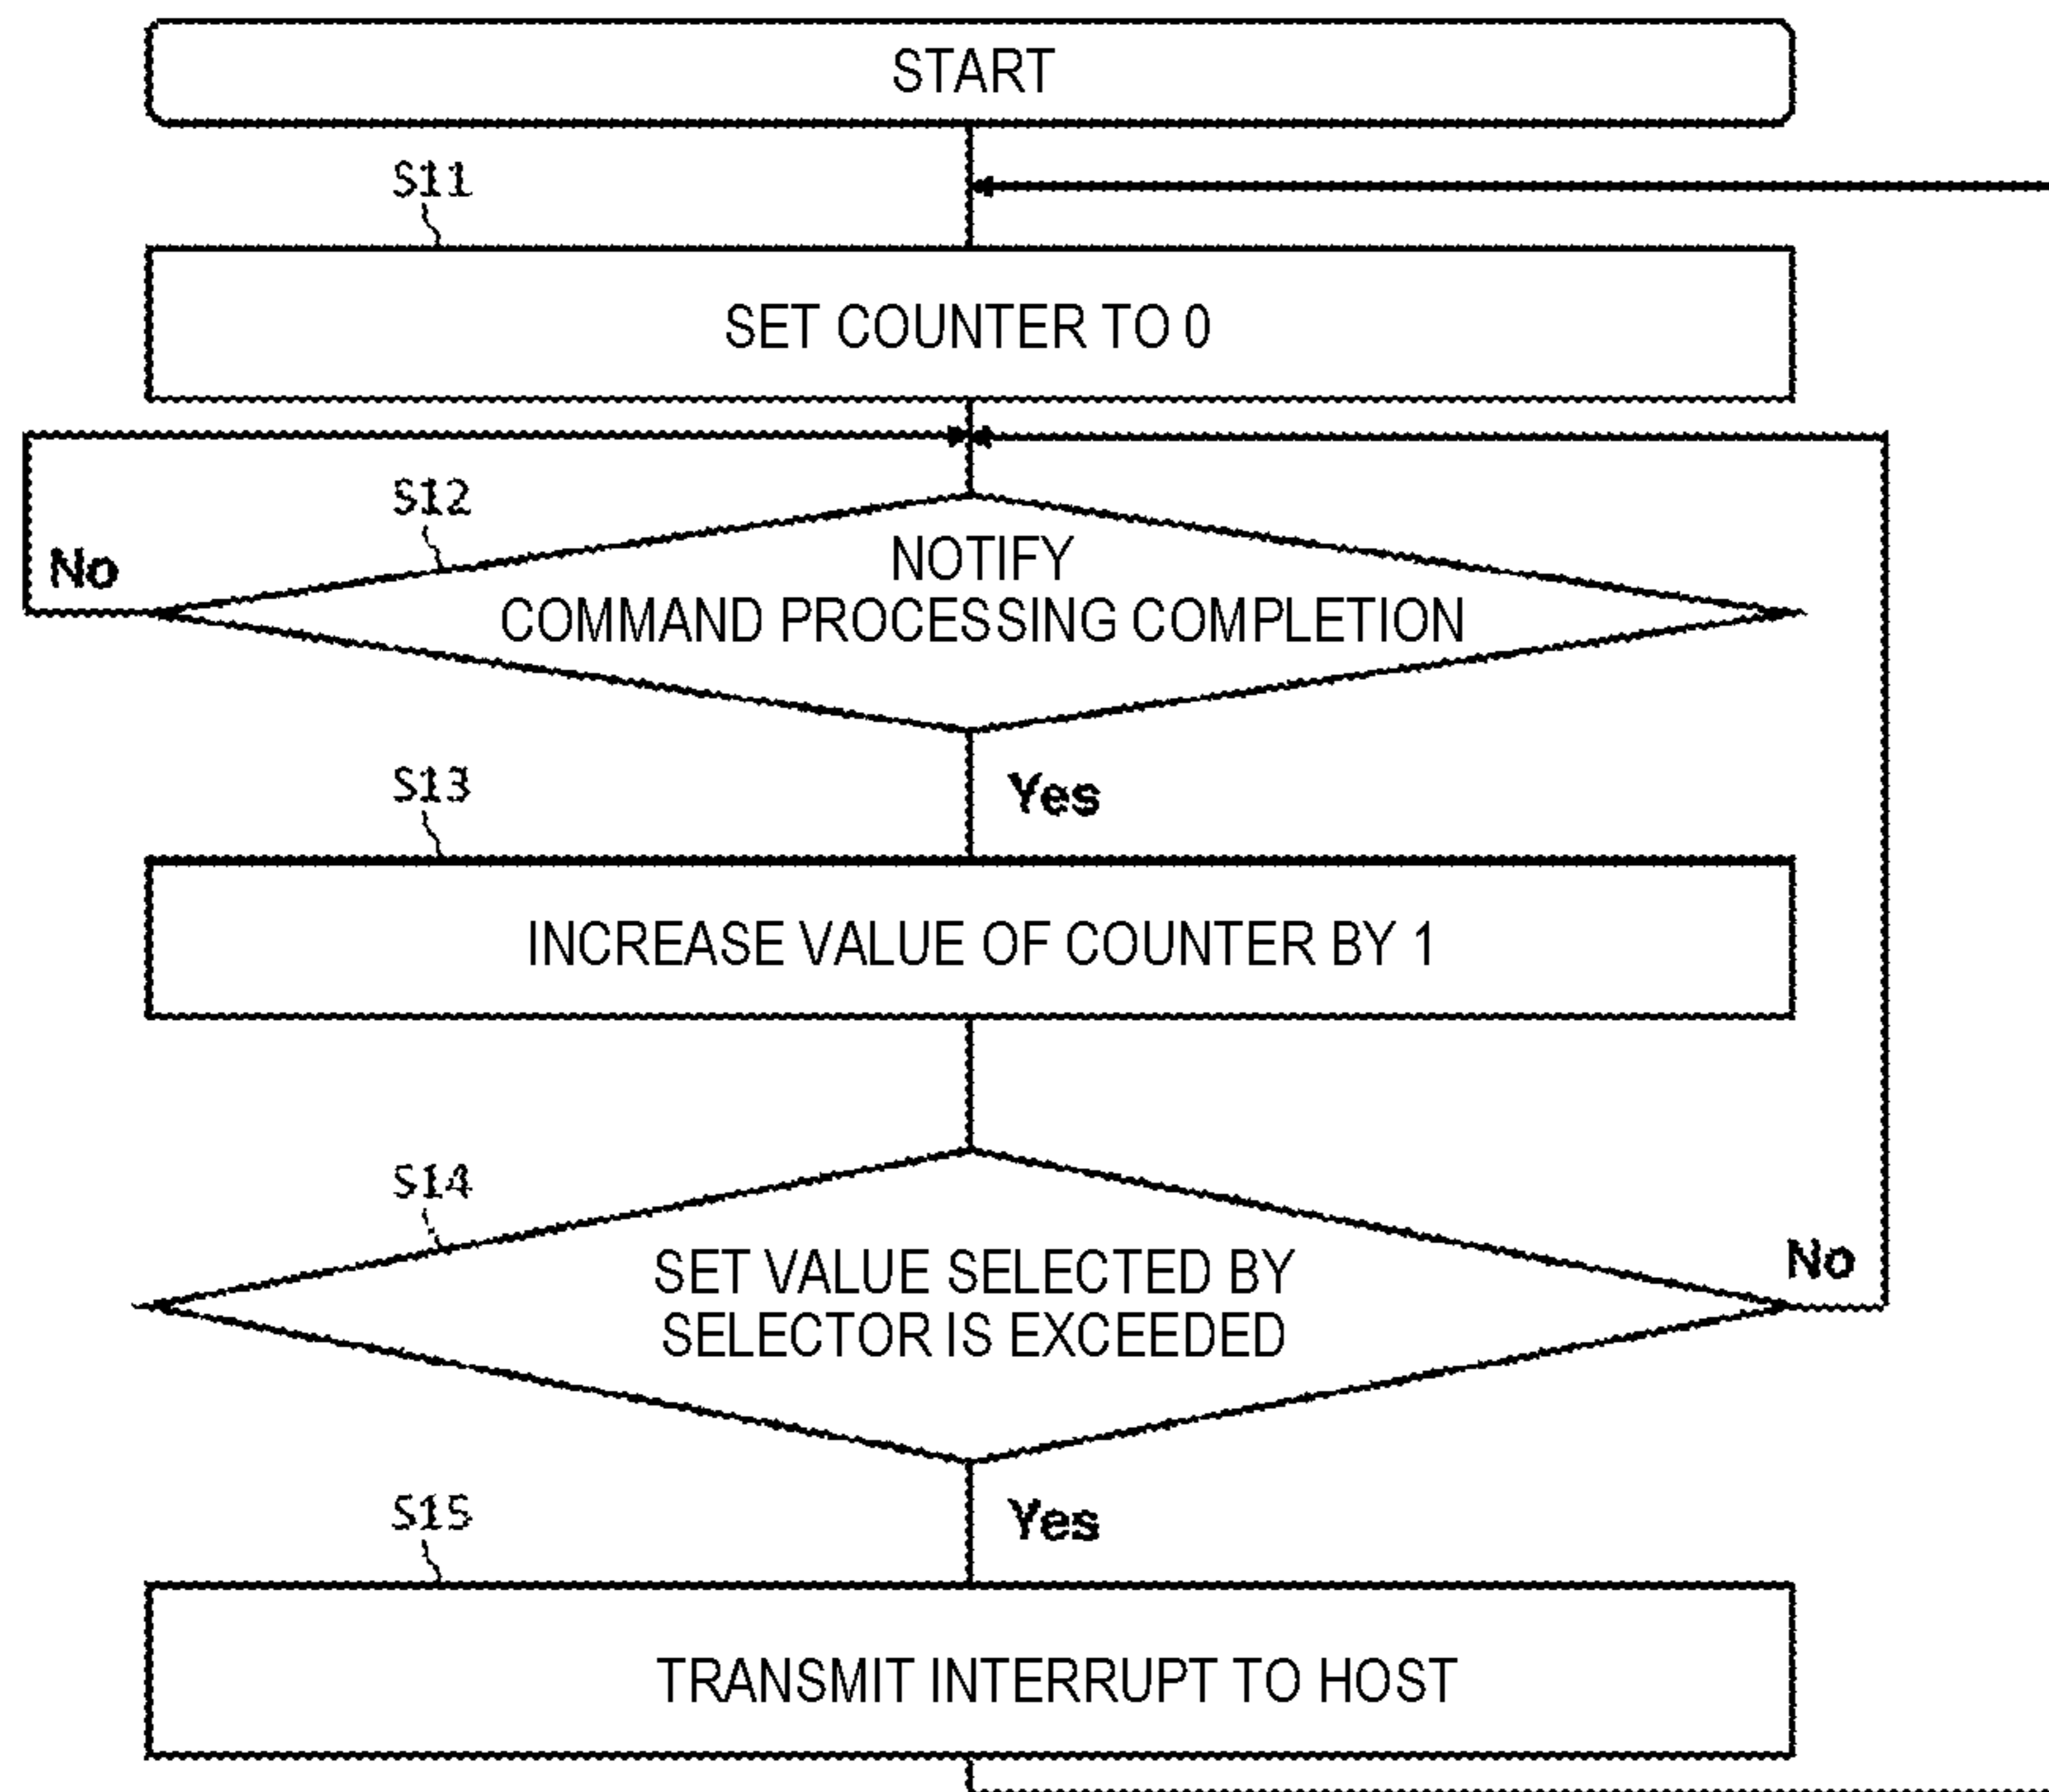 START
S11
SET COUNTER TO 0
S12
No
NOTIFY
COMMAND PROCESSING COMPLETION
S13
Yes
INCREASE VALUE OF COUNTER BY 1
S14
SET VALUE SELECTED BY
SELECTOR IS EXCEEDED
No
S15
Yes
TRANSMIT INTERRUPT TO HOST